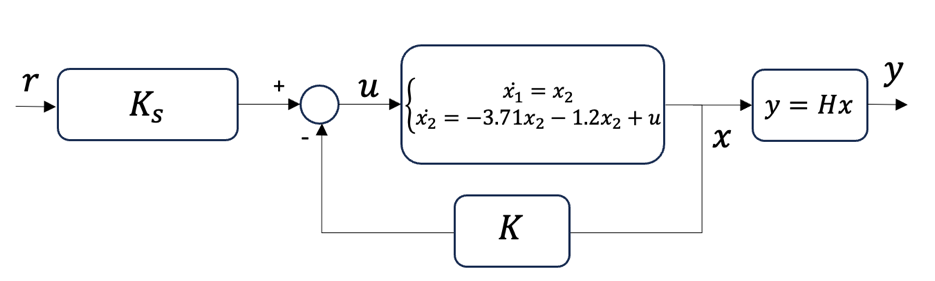 r
K_s
+
-
u
ẋ₁ = x₂
ẋ₂ = −3.71x₂ − 1.2x₂ + u
x
y = Hx
y
K